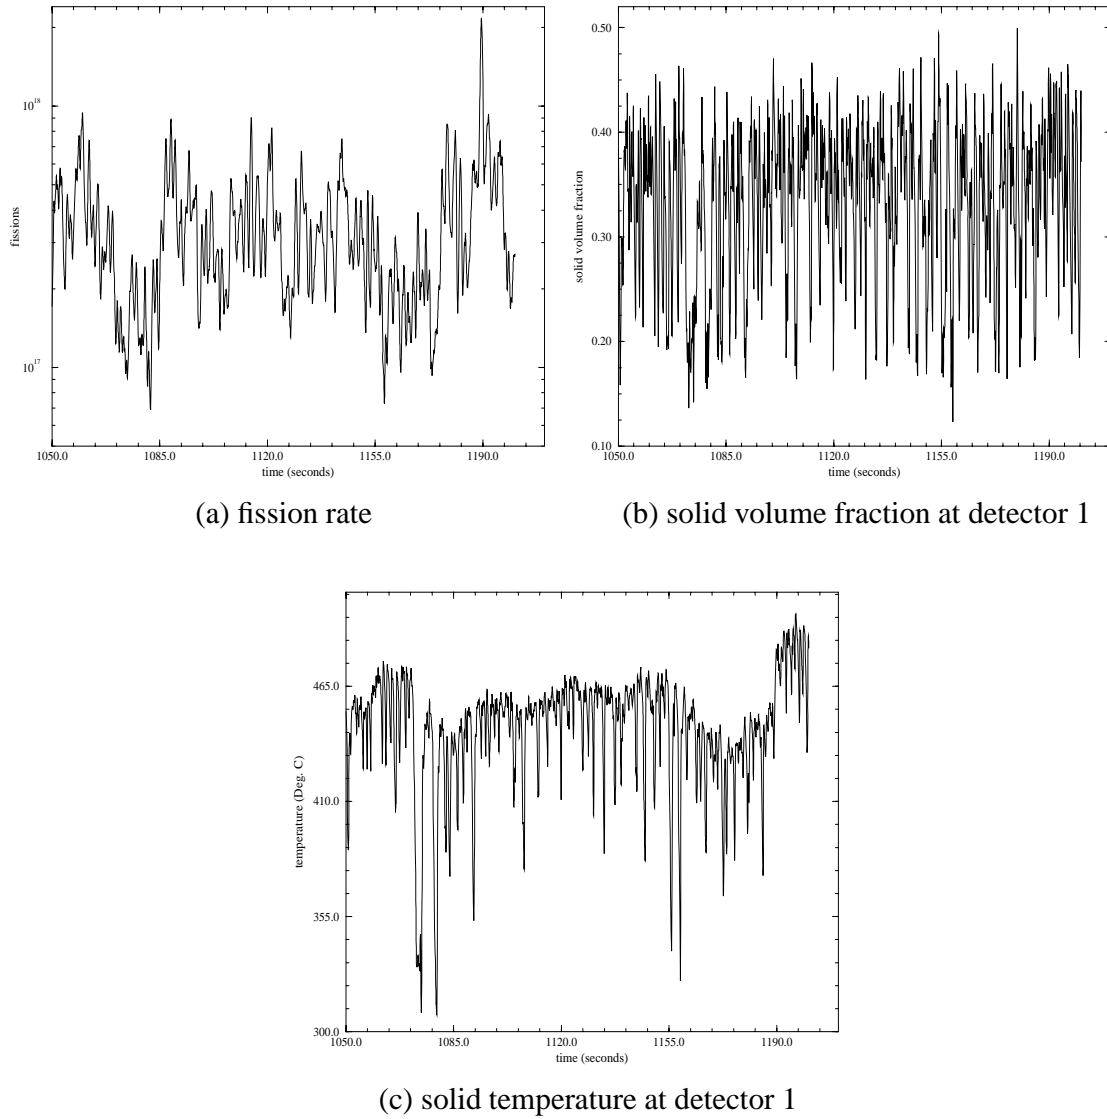 10^18
fissions
10^17
1050.0 1085.0 1120.0 1155.0 1190.0
time (seconds)
(a) fission rate
0.50
0.40
solid volume fraction
0.30
0.20
0.10
1050.0 1085.0 1120.0 1155.0 1190.0
time (seconds)
(b) solid volume fraction at detector 1
465.0
temperature (Deg. C)
410.0
355.0
300.0
1050.0 1085.0 1120.0 1155.0 1190.0
time (seconds)
(c) solid temperature at detector 1